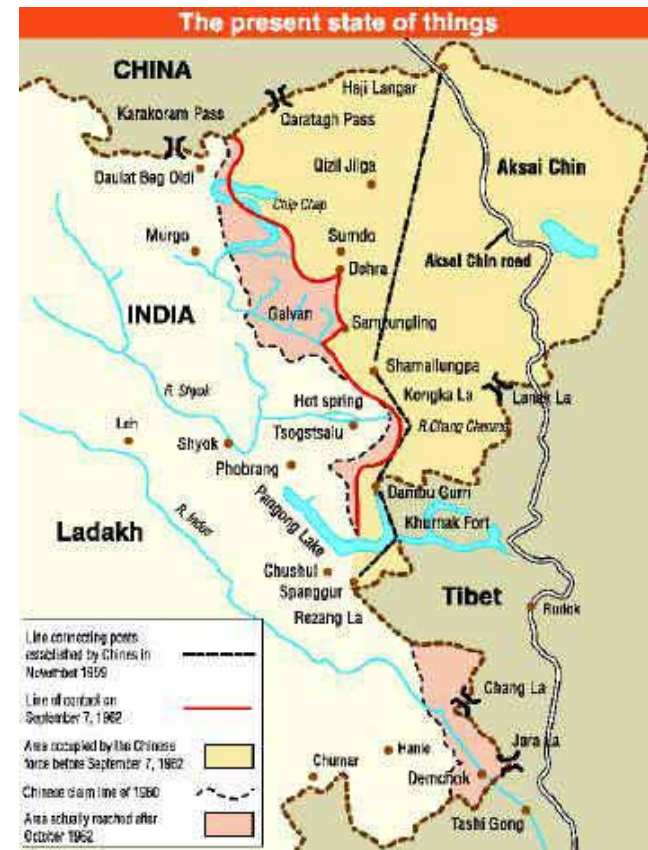 The present state of things
CHINA
Haji Langar
Karakoram Pass
Qaratagh Pass
Qizil Jilga
Aksai Chin
Daulat Beg Oldi
Chip Chap
Murgo
Sumdo
Aksai Chin road
Dehra
INDIA
Galvan
Samzungling
Shamallungpa
R. Shyok
Hot spring
Kongka La
Lanak La
Leh
Tsogstsalu
R. Chang Chenmo
Shyok
Phobrang
Dambu Guru
Pangong Lake
Khurnak Fort
R. Indus
Ladakh
Chushul
Spanggur
Tibet
Rudok
Rezang La
Line connecting posts
established by Chines in
November 1959
Line of contact on
September 7, 1962
Area occupied by the Chinese
force before September 7, 1962
Chinese claim line of 1960
Area actually reached after
October 1962
Chang La
Jara La
Chumar
Hanle
Demchok
Tashi Gong